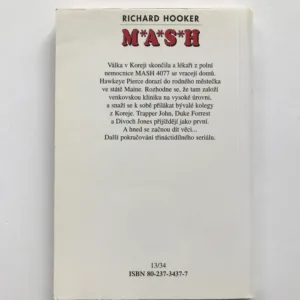 RICHARD HOOKER
M*A*S*H
Válka v Koreji skončila a lékaři z polní
nemocnice MASH 4077 se vracejí domů.
Hawkeye Pierce dorazí do rodného městečka
ve státě Maine. Rozhodne se, že tam založí
venkovskou kliniku na vysoké úrovni,
a snaží se k sobě přilákat bývalé kolegy
z Koreje. Trapper John, Duke Forrest
a Divoch Jones přijíždějí jako první.
A hned se začnou dít věci...
Další pokračování třináctidílného seriálu.
13/34
ISBN 80-237-3437-7